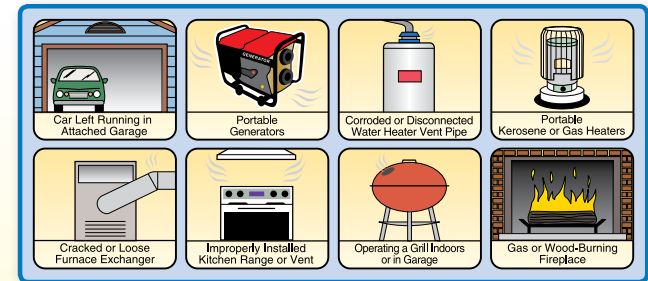 GENERATOR
Car Left Running in
Attached Garage
Portable
Generators
Corroded or Disconnected
Water Heater Vent Pipe
Portable
Kerosene or Gas Heaters
Cracked or Loose
Furnace Exchanger
Improperly Installed
Kitchen Range or Vent
Operating a Grill Indoors
or in Garage
Gas or Wood-Burning
Fireplace